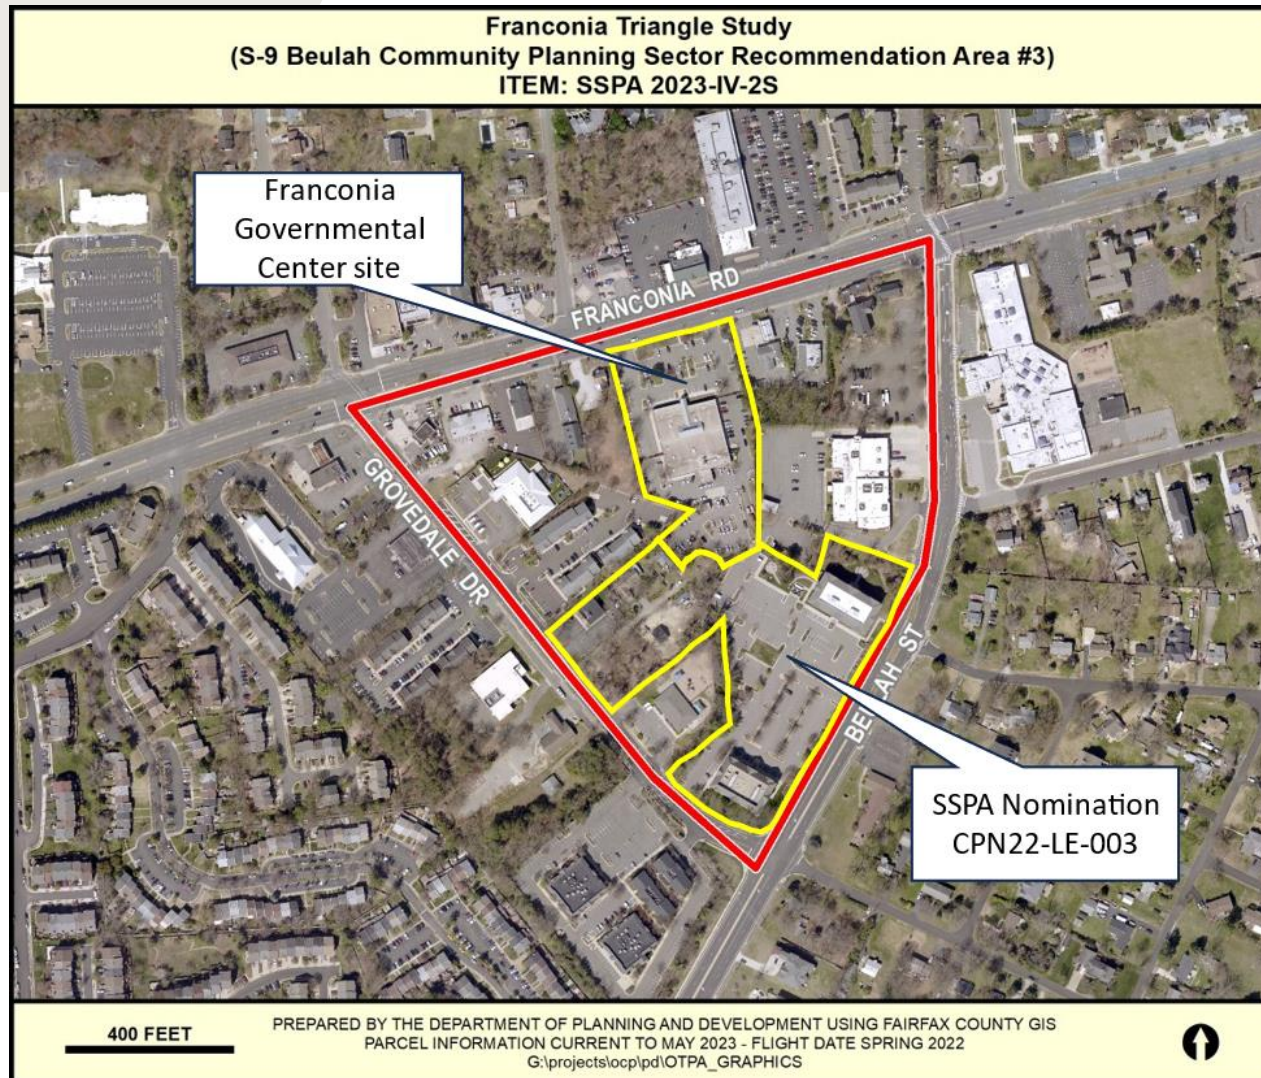 Franconia Triangle Study
(S-9 Beulah Community Planning Sector Recommendation Area #3)
ITEM: SSPA 2023-IV-2S
Franconia
Governmental
Center site
FRANCONIA RD
GROVEDALE DR
BEULAH ST
SSPA Nomination
CPN22-LE-003
400 FEET
PREPARED BY THE DEPARTMENT OF PLANNING AND DEVELOPMENT USING FAIRFAX COUNTY GIS
PARCEL INFORMATION CURRENT TO MAY 2023 - FLIGHT DATE SPRING 2022
G:\projects\ocp\pd\OTPA_GRAPHICS